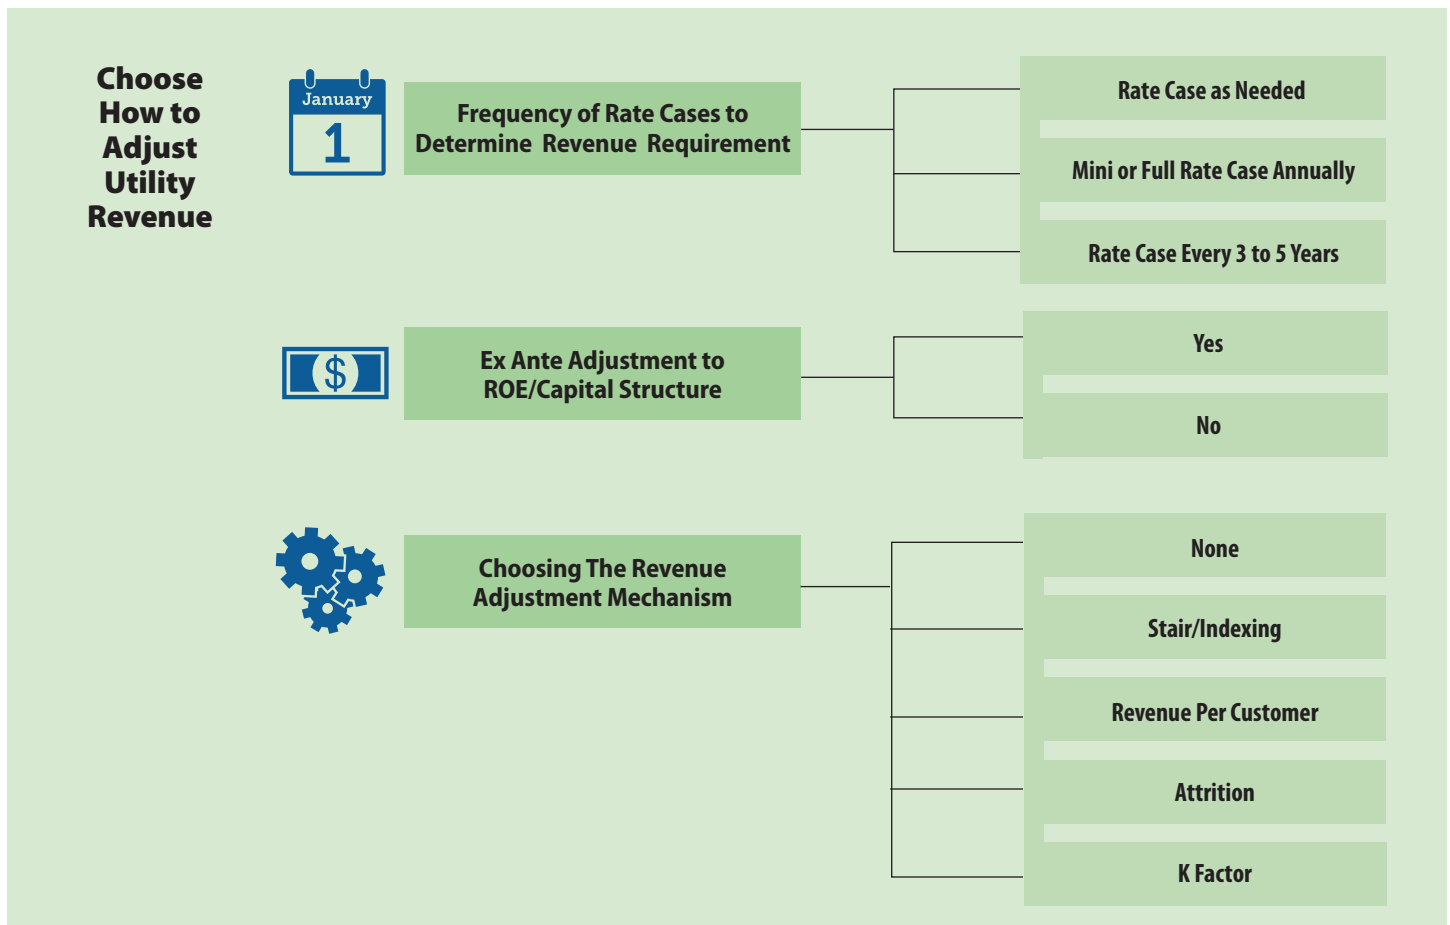 Choose
How to
Adjust
Utility
Revenue
January
1
Frequency of Rate Cases to
Determine Revenue Requirement
Rate Case as Needed
Mini or Full Rate Case Annually
Rate Case Every 3 to 5 Years
$
Ex Ante Adjustment to
ROE/Capital Structure
Yes
No
Choosing The Revenue
Adjustment Mechanism
None
Stair/Indexing
Revenue Per Customer
Attrition
K Factor